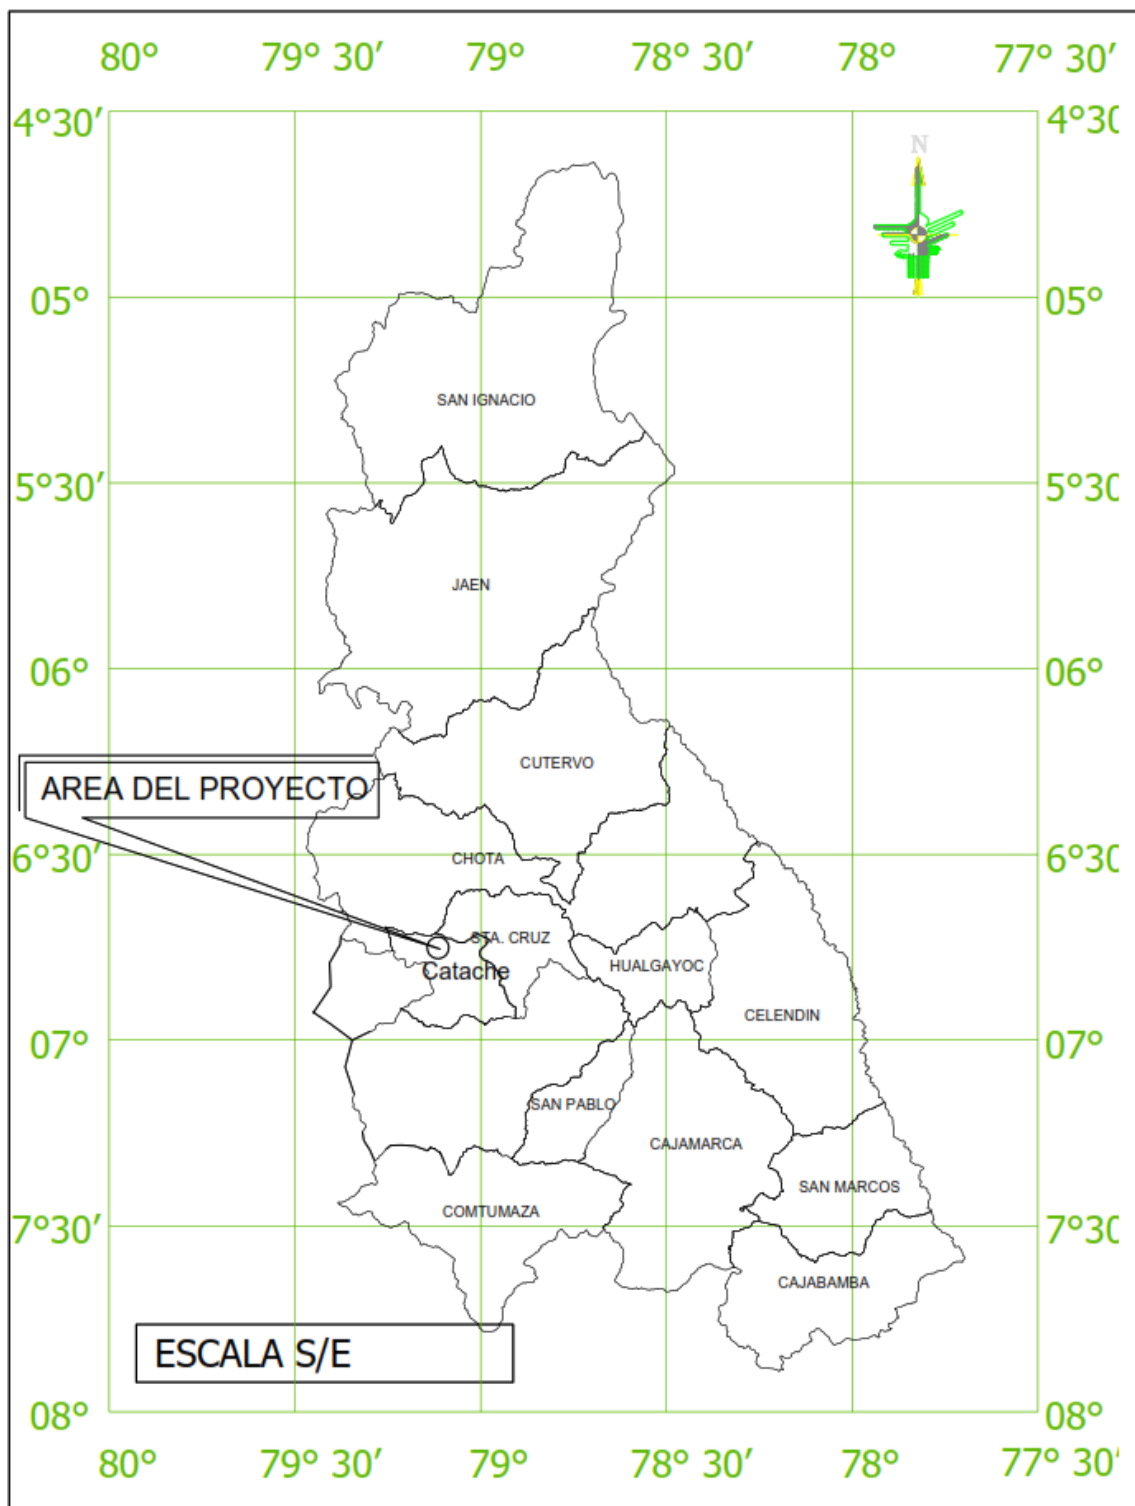 80° 79° 30’ 79° 78° 30’ 78° 77° 30’
4°30’ 4°30
N
05° 05°
SAN IGNACIO
5°30’ 5°30
JAEN
06° 06°
CUTERVO
AREA DEL PROYECTO
6°30’ 6°30
CHOTA
STA. CRUZ
Catache
HUALGAYOC
CELENDIN
07° 07°
SAN PABLO
CAJAMARCA
SAN MARCOS
COMTUMAZA
7°30’ 7°30
CAJABAMBA
ESCALA S/E
08° 08°
80° 79° 30’ 79° 78° 30’ 78° 77° 30’